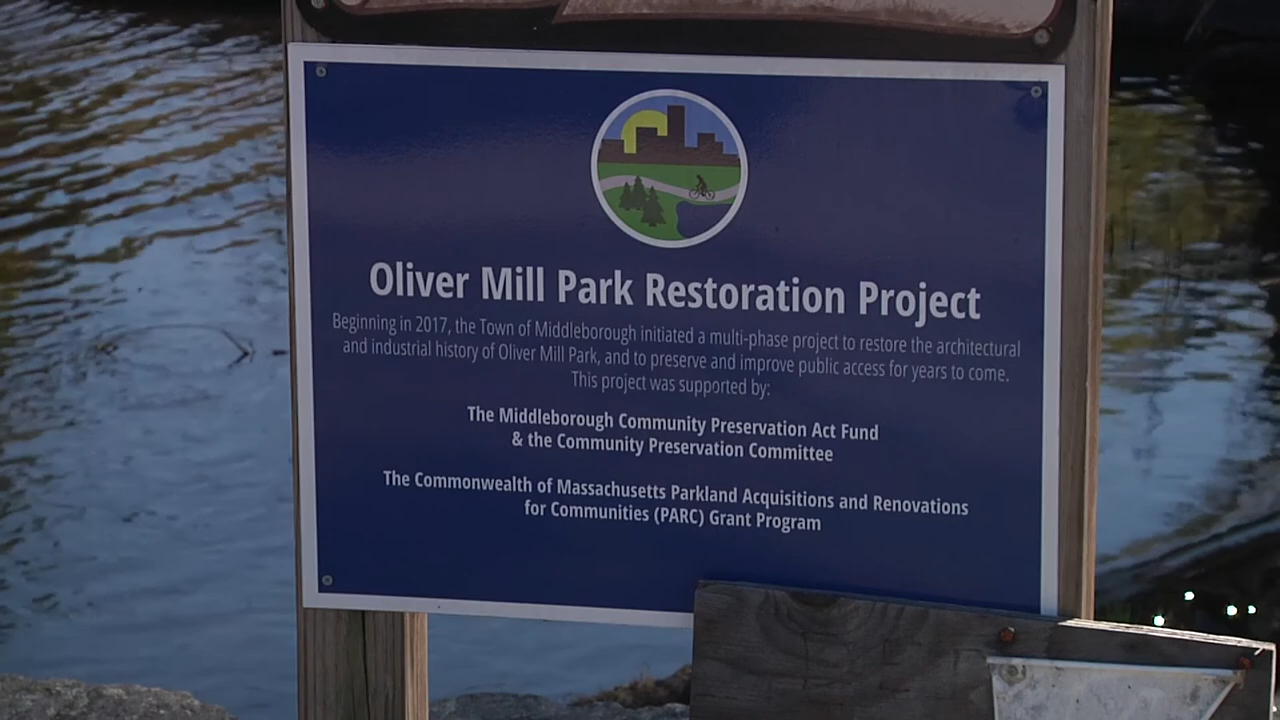 Oliver Mill Park Restoration Project
Beginning in 2017, the Town of Middleborough initiated a multi-phase project to restore the architectural
and industrial history of Oliver Mill Park, and to preserve and improve public access for years to come.
This project was supported by:
The Middleborough Community Preservation Act Fund
& the Community Preservation Committee
The Commonwealth of Massachusetts Parkland Acquisitions and Renovations
for Communities (PARC) Grant Program